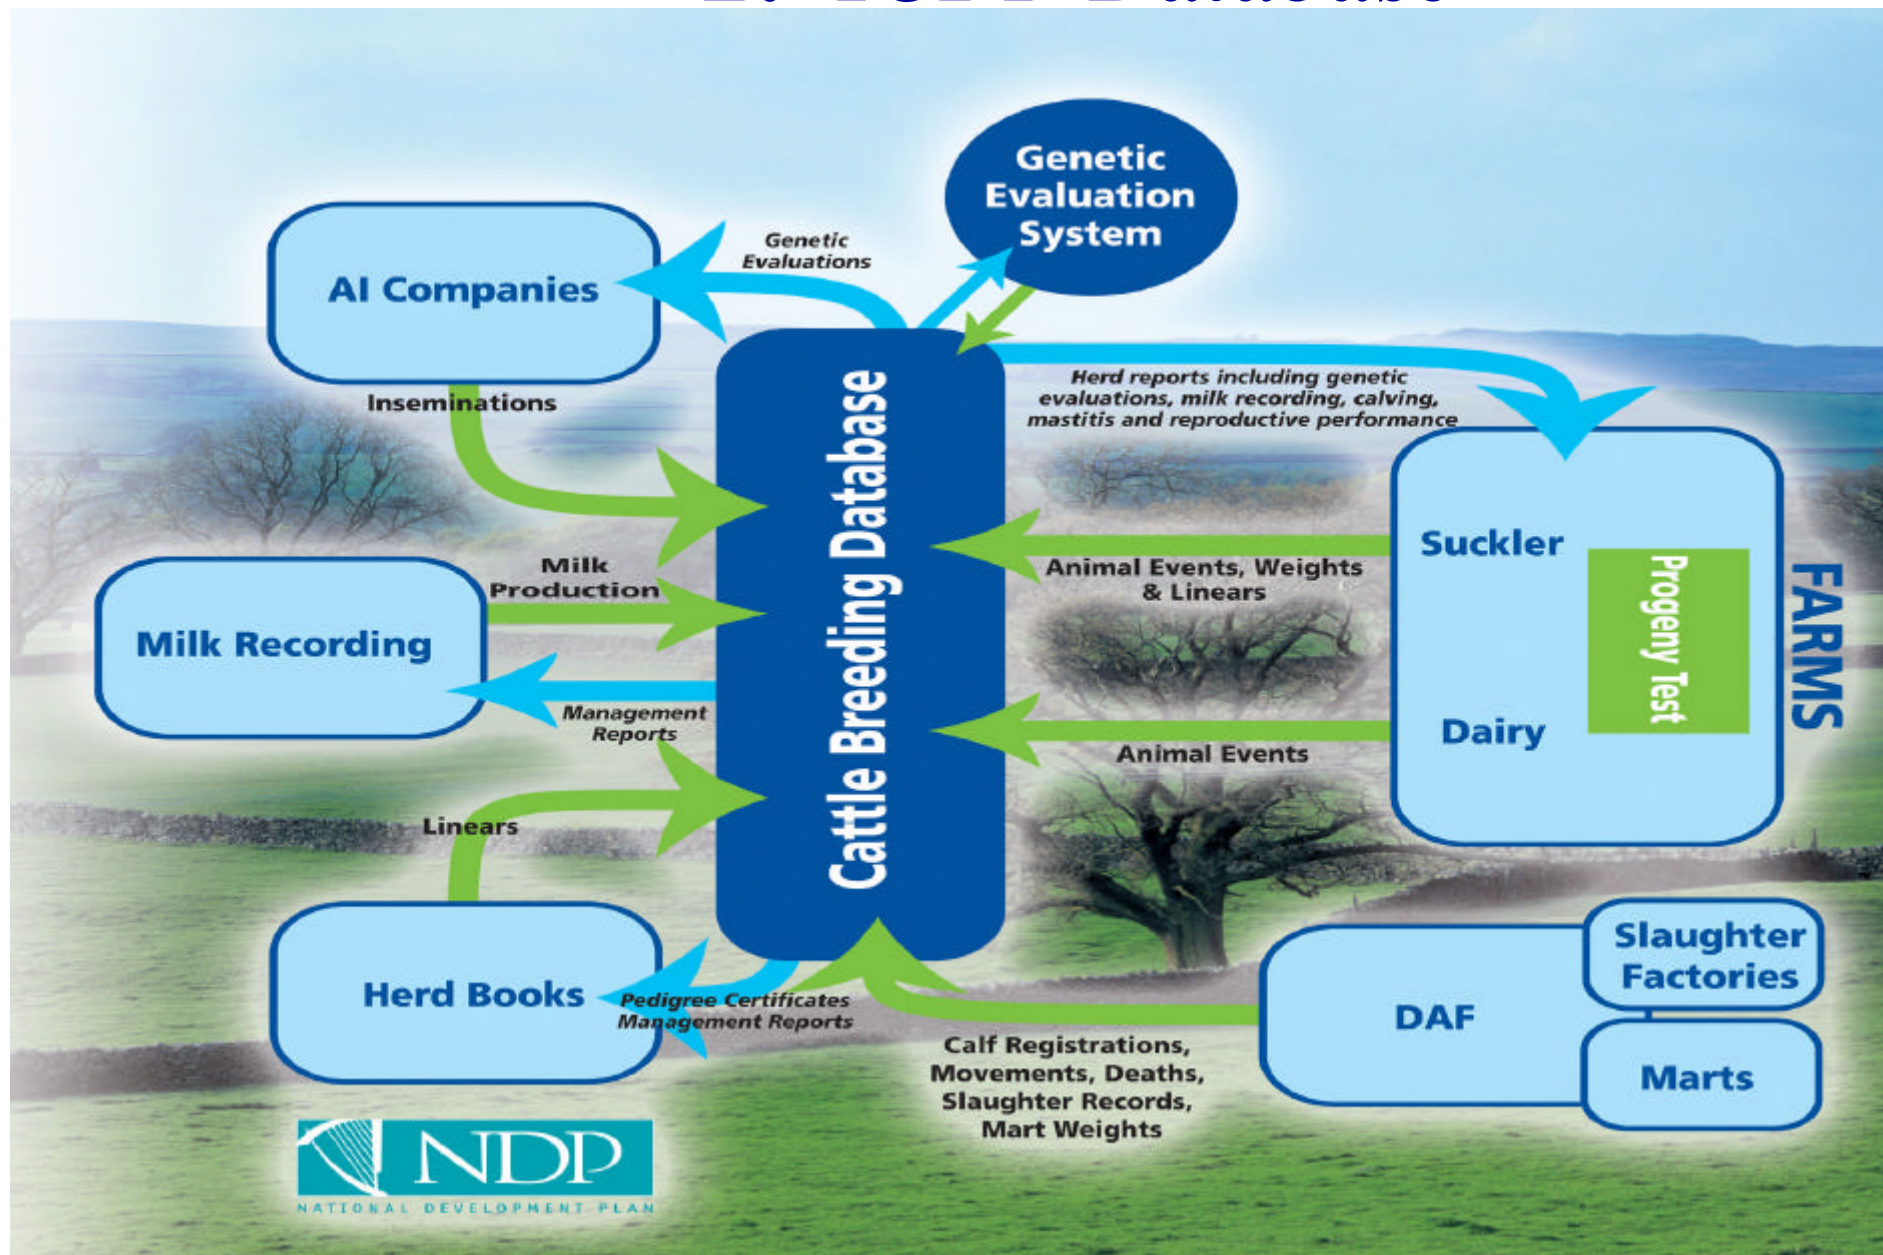 Genetic
Evaluation
System
Genetic
Evaluations
AI Companies
Inseminations
Herd reports including genetic
evaluations, milk recording, calving,
mastitis and reproductive performance
Cattle Breeding Database
Suckler
Animal Events, Weights
& Linears
Progeny Test
FARMS
Milk
Production
Milk Recording
Management
Reports
Dairy
Animal Events
Linears
Herd Books
Pedigree Certificates
Management Reports
Slaughter
Factories
DAF
Marts
Calf Registrations,
Movements, Deaths,
Slaughter Records,
Mart Weights
NDP
NATIONAL DEVELOPMENT PLAN